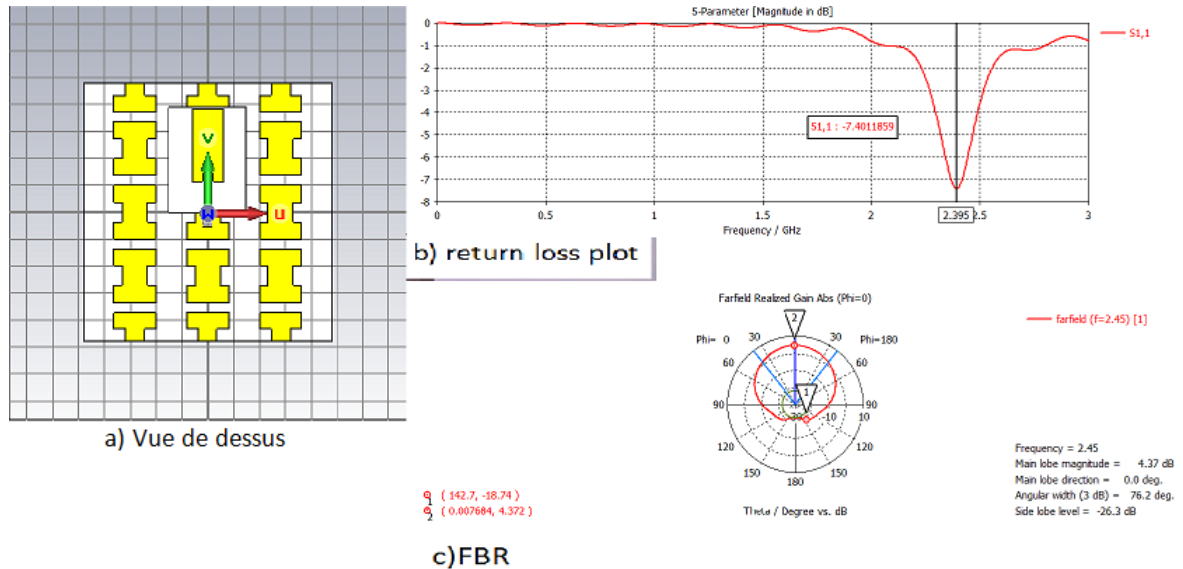 V
W
U
a) Vue de dessus
S-Parameter [Magnitude in dB]
S1,1
0
-1
-2
-3
-4
-5
-6
-7
-8
S1,1 : -7.4011859
0 0.5 1 1.5 2 2.395 2.5 3
Frequency / GHz
b) return loss plot
Farfield Realized Gain Abs (Phi=0)
farfield (f=2.45) [1]
2
Phi= 0 30 30 Phi=180
60 60
1
90 -30 -10 10 90
120 120
150 150
180
Theta / Degree vs. dB
Frequency = 2.45
Main lobe magnitude = 4.37 dB
Main lobe direction = 0.0 deg.
Angular width (3 dB) = 76.2 deg.
Side lobe level = -26.3 dB
1 ( 142.7, -18.74 )
2 ( 0.007684, 4.372 )
c)FBR